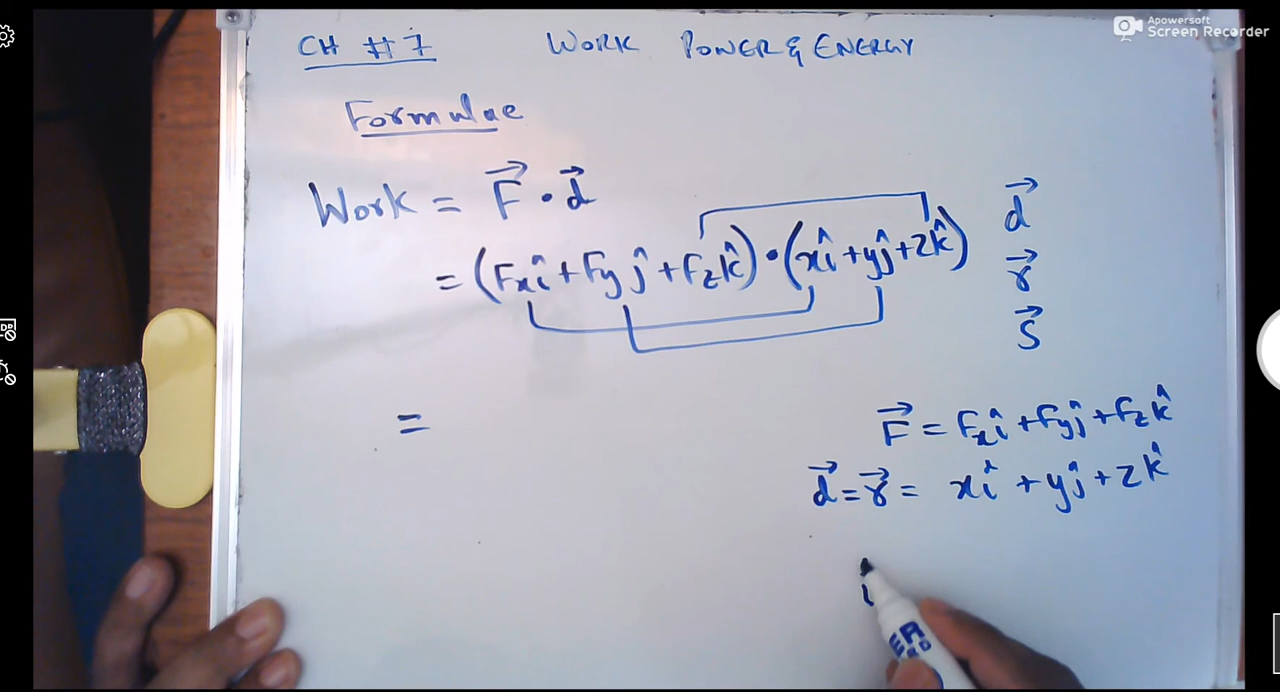 Apowersoft
Screen Recorder
CH # 7 WORK POWER & ENERGY
Formulae
Work = F⃗ • d⃗
= (Fxî + Fyĵ + Fzk̂) • (xî + yĵ + zk̂)
d⃗
r⃗
S⃗
=
F⃗ = Fxî + Fyĵ + Fzk̂
d⃗ = r⃗ = xî + yĵ + zk̂